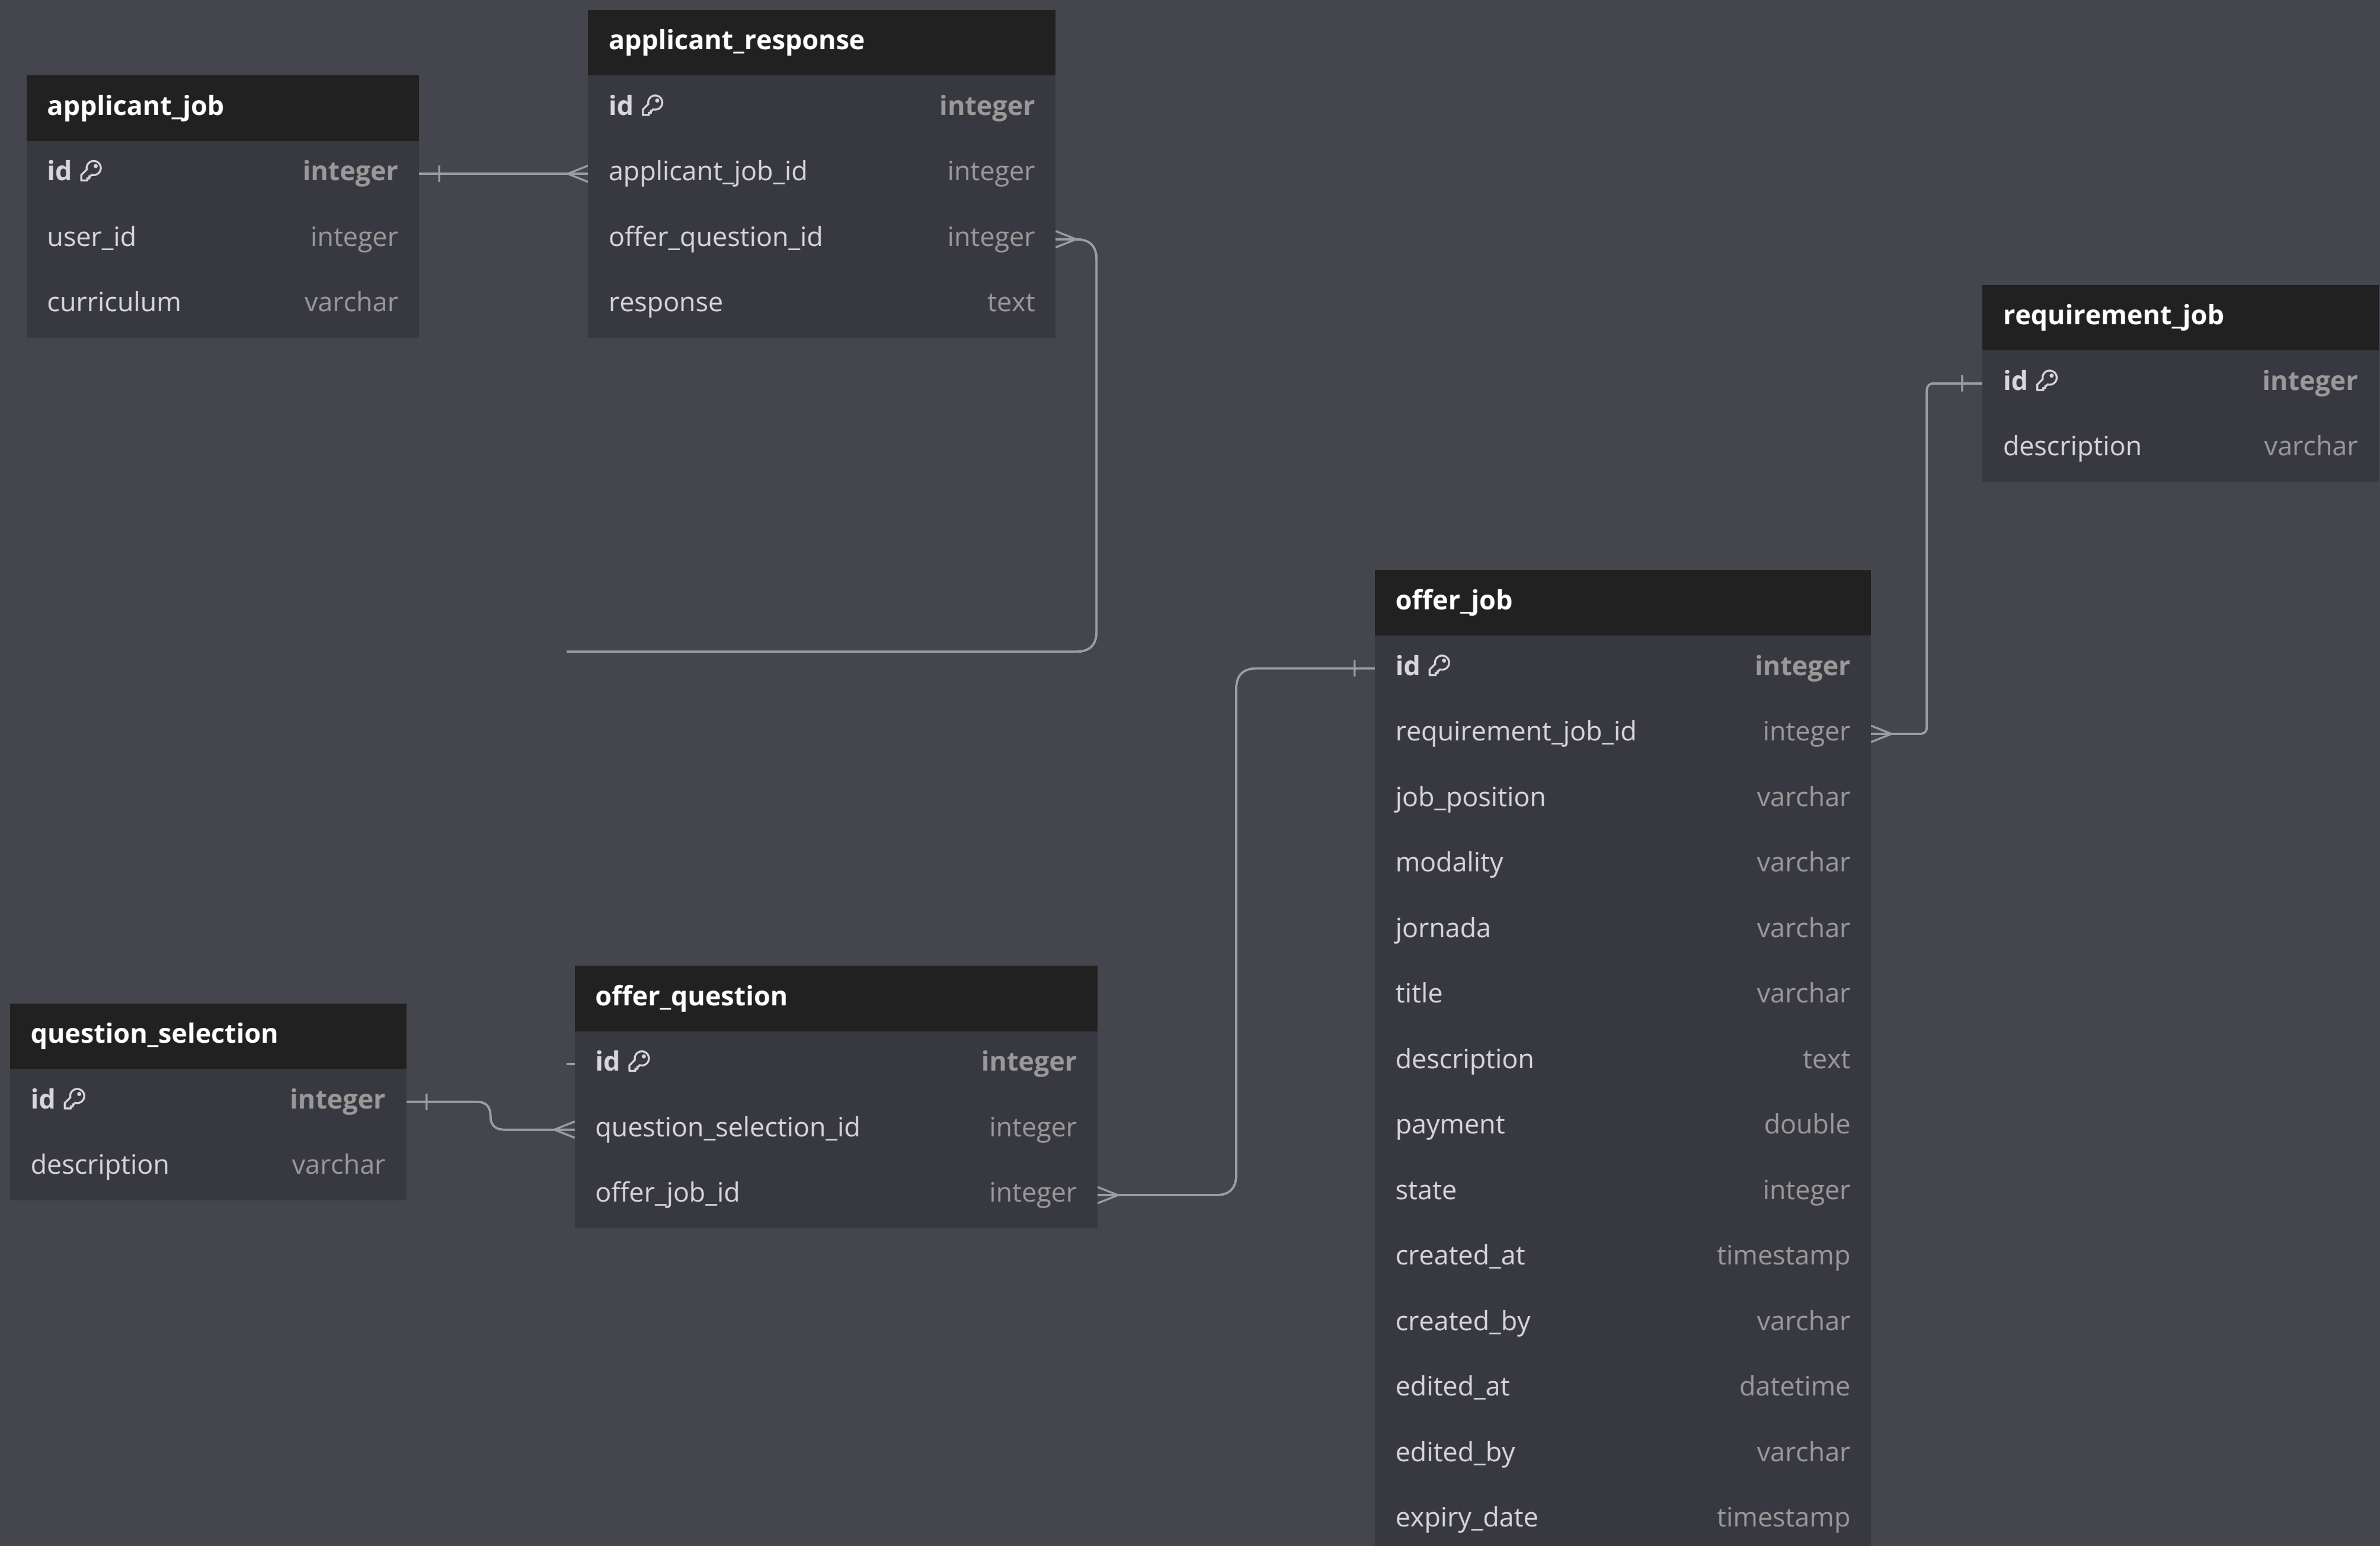 applicant_response
id integer
applicant_job_id integer
offer_question_id integer
response text
applicant_job
id integer
user_id integer
curriculum varchar
requirement_job
id integer
description varchar
offer_job
id integer
requirement_job_id integer
job_position varchar
modality varchar
jornada varchar
title varchar
description text
payment double
state integer
created_at timestamp
created_by varchar
edited_at datetime
edited_by varchar
expiry_date timestamp
offer_question
id integer
question_selection_id integer
offer_job_id integer
question_selection
id integer
description varchar